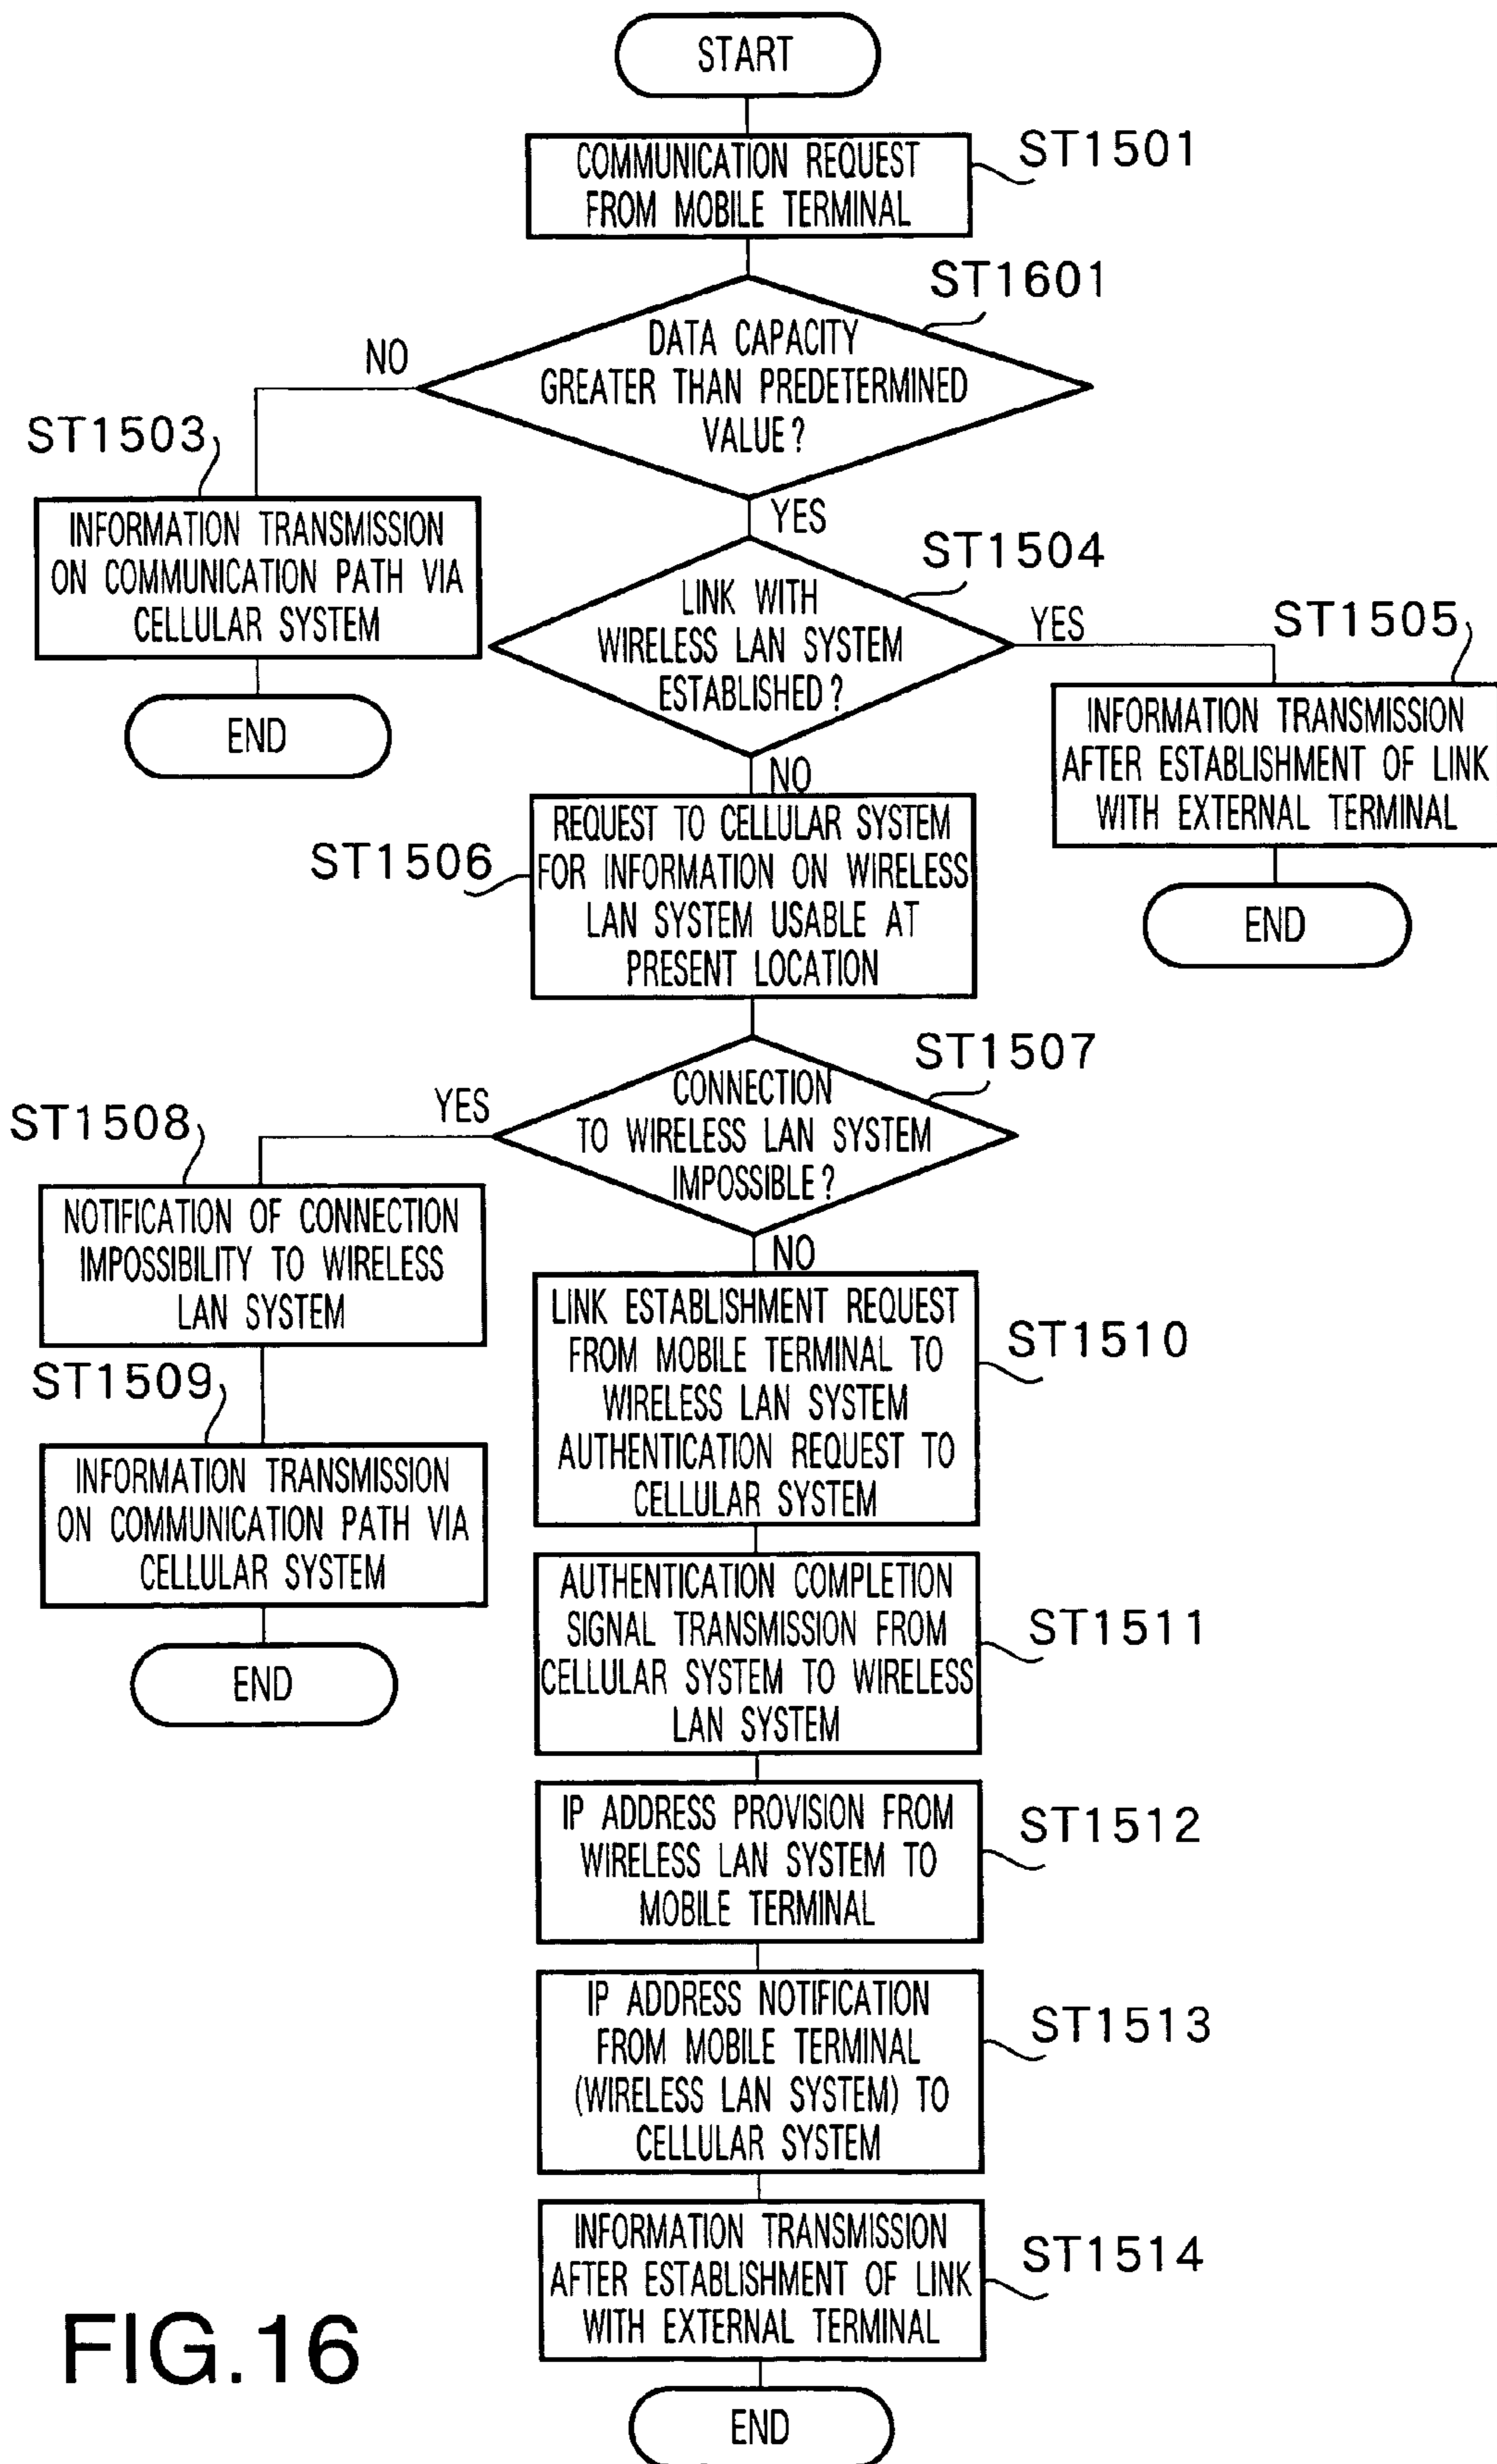 START
COMMUNICATION REQUEST
FROM MOBILE TERMINAL
ST1501
ST1601
DATA CAPACITY
GREATER THAN PREDETERMINED
VALUE?
NO
YES
ST1503
INFORMATION TRANSMISSION
ON COMMUNICATION PATH VIA
CELLULAR SYSTEM
END
ST1504
LINK WITH
WIRELESS LAN SYSTEM
ESTABLISHED?
YES
ST1505
INFORMATION TRANSMISSION
AFTER ESTABLISHMENT OF LINK
WITH EXTERNAL TERMINAL
END
NO
ST1506
REQUEST TO CELLULAR SYSTEM
FOR INFORMATION ON WIRELESS
LAN SYSTEM USABLE AT
PRESENT LOCATION
ST1507
CONNECTION
TO WIRELESS LAN SYSTEM
IMPOSSIBLE?
YES
ST1508
NOTIFICATION OF CONNECTION
IMPOSSIBILITY TO WIRELESS
LAN SYSTEM
ST1509
INFORMATION TRANSMISSION
ON COMMUNICATION PATH VIA
CELLULAR SYSTEM
END
NO
LINK ESTABLISHMENT REQUEST
FROM MOBILE TERMINAL TO
WIRELESS LAN SYSTEM
AUTHENTICATION REQUEST TO
CELLULAR SYSTEM
ST1510
AUTHENTICATION COMPLETION
SIGNAL TRANSMISSION FROM
CELLULAR SYSTEM TO WIRELESS
LAN SYSTEM
ST1511
IP ADDRESS PROVISION FROM
WIRELESS LAN SYSTEM TO
MOBILE TERMINAL
ST1512
IP ADDRESS NOTIFICATION
FROM MOBILE TERMINAL
(WIRELESS LAN SYSTEM) TO
CELLULAR SYSTEM
ST1513
INFORMATION TRANSMISSION
AFTER ESTABLISHMENT OF LINK
WITH EXTERNAL TERMINAL
ST1514
END
FIG.16